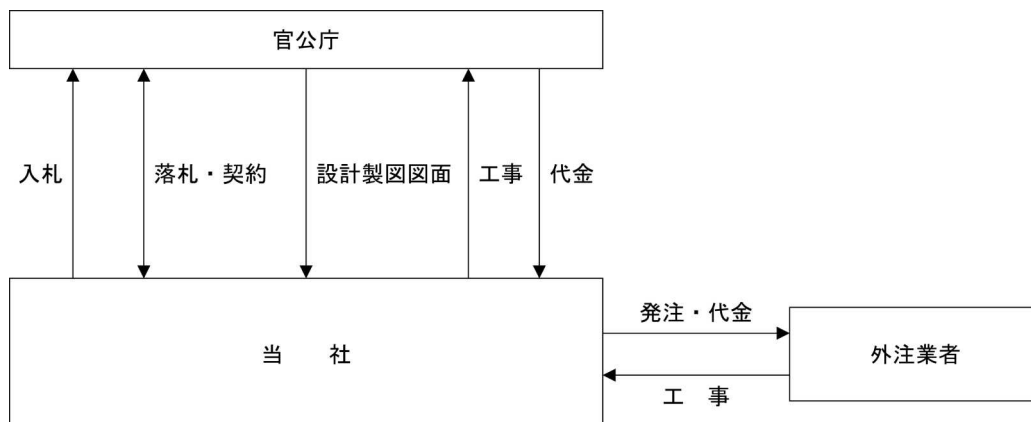 官公庁
入札
落札・契約
設計製図図面
工事
代金
当　　社
発注・代金
外注業者
工　事